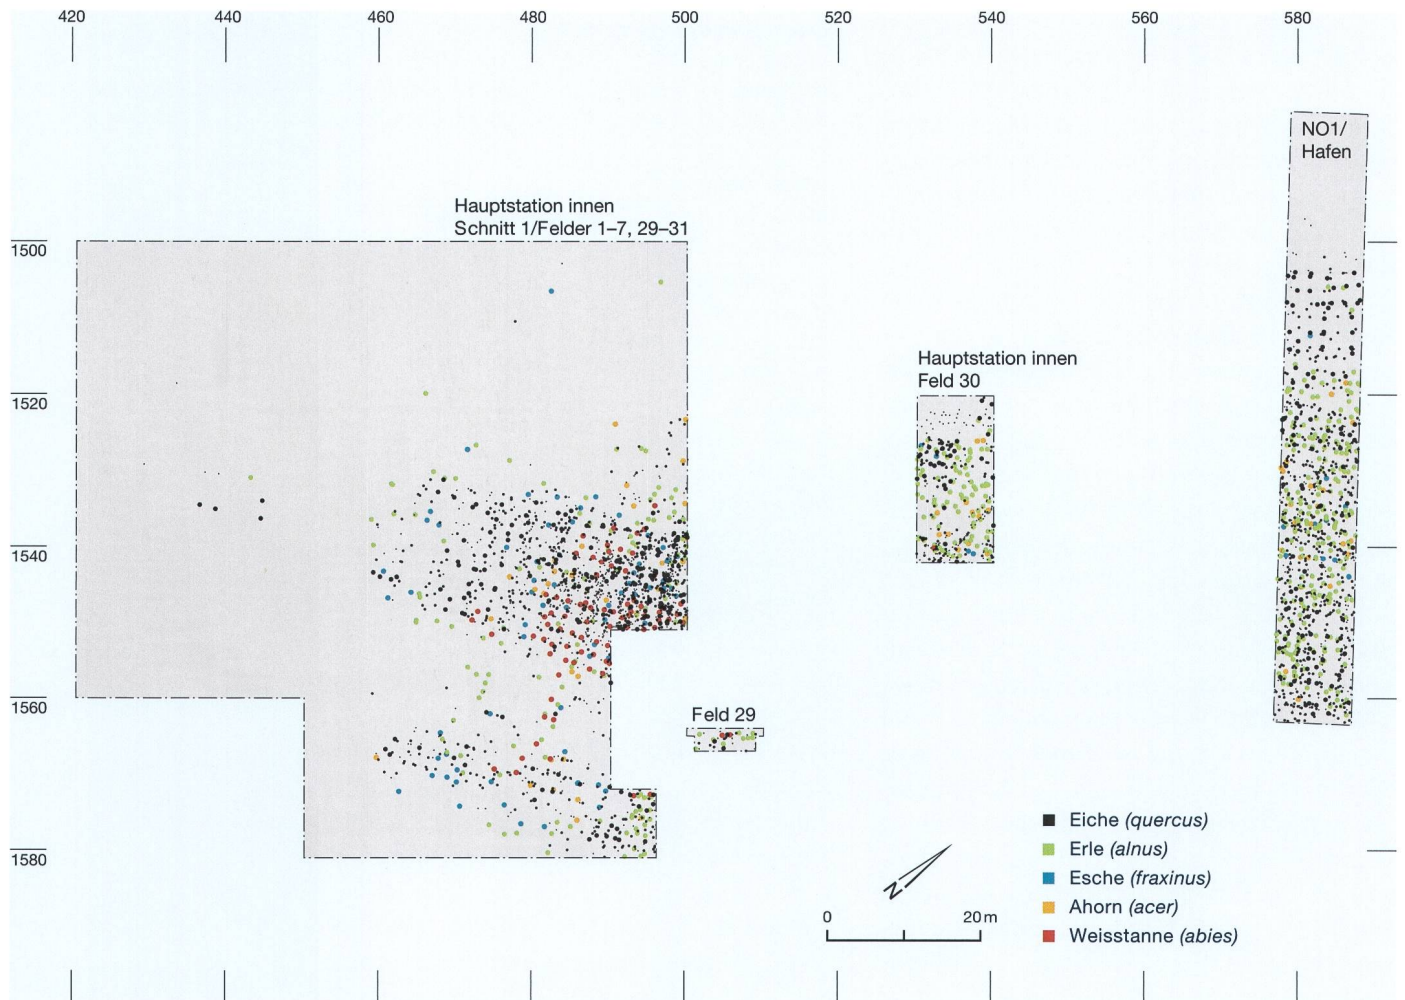 420 440 460 480 500 520 540 560 580
NO1/
Hafen
Hauptstation innen
Schnitt 1/Felder 1–7, 29–31
1500
Hauptstation innen
Feld 30
1520
1540
1560
Feld 29
1580
Eiche (quercus)
Erle (alnus)
Esche (fraxinus)
Ahorn (acer)
Weisstanne (abies)
N
0 20 m